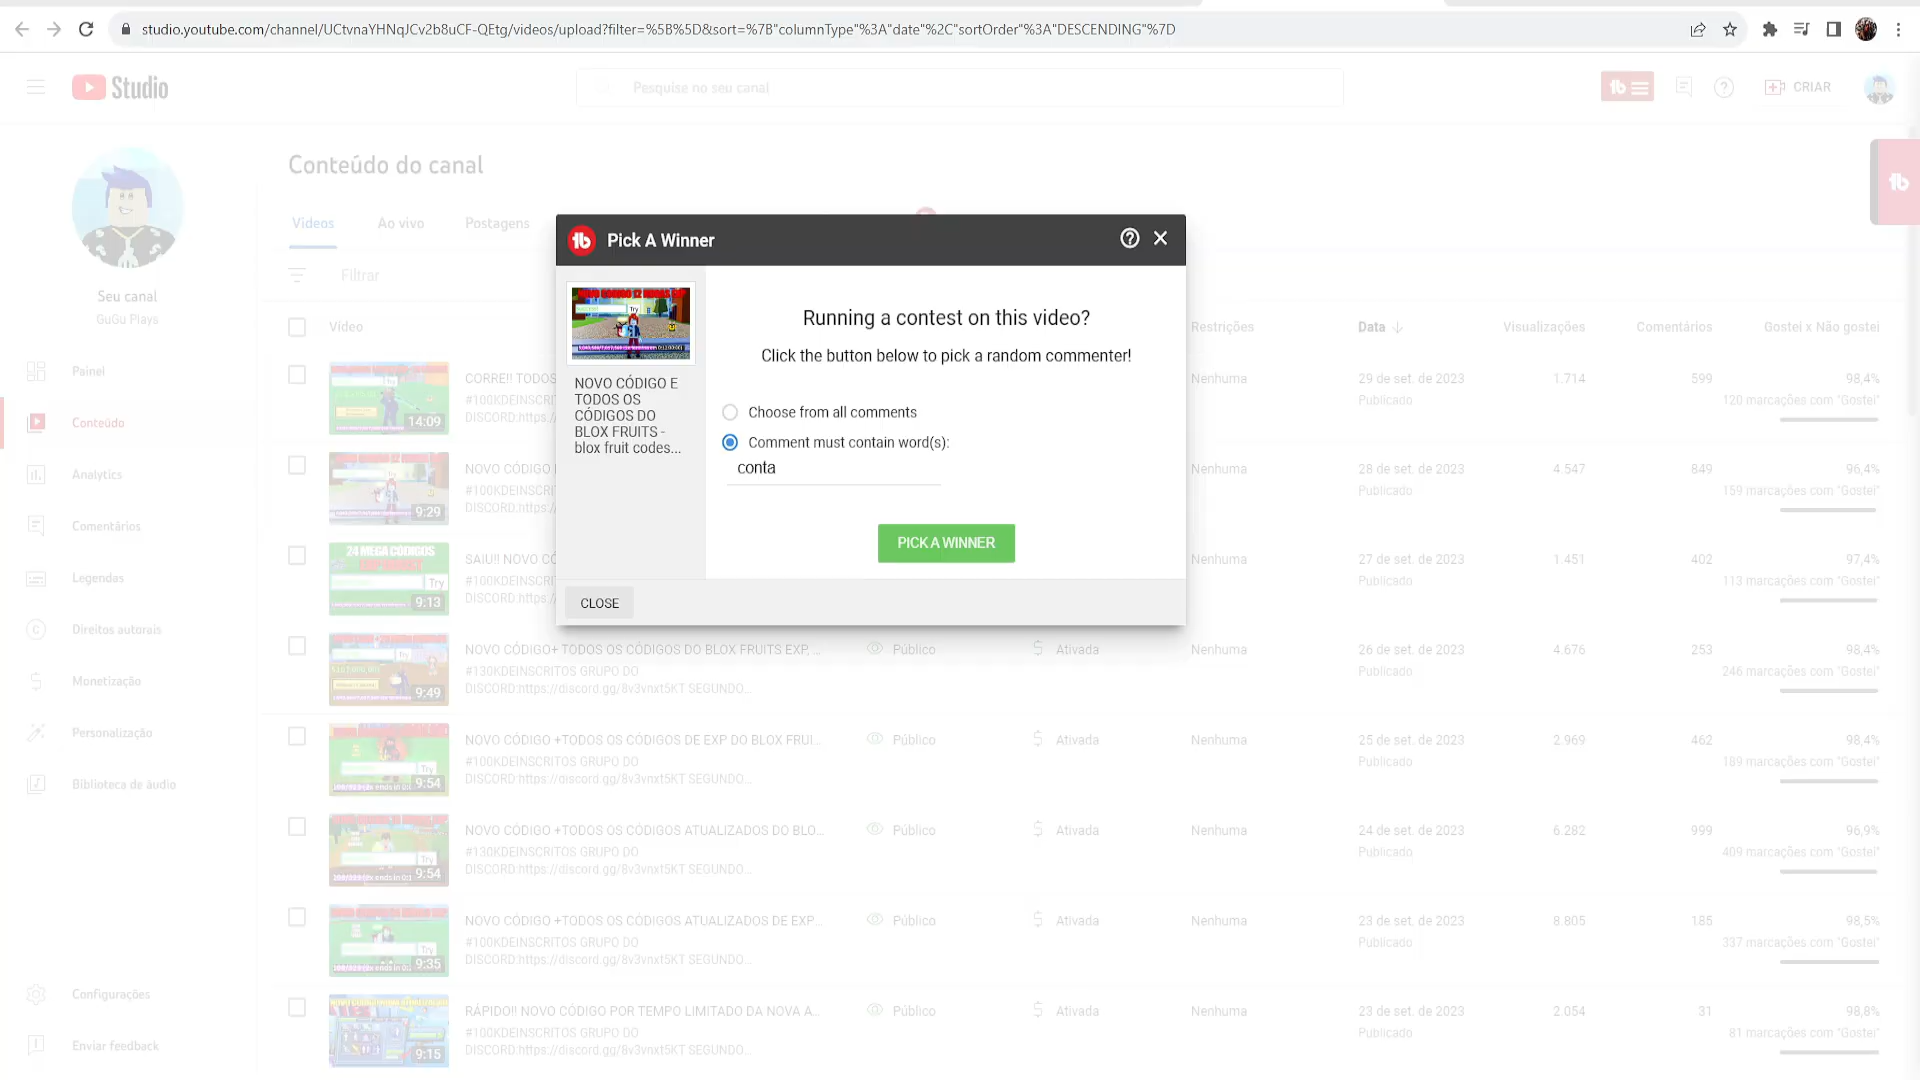 studio.youtube.com/channel/UCtvnaYHNqJCv2b8uCF-QEtg/videos/upload?filter=%5B%5D&sort=%7B"columnType"%3A"date"%2C"sortOrder"%3A"DESCENDING"%7D
Studio
Pesquise no seu canal
CRIAR
Conteúdo do canal
Vídeos
Ao vivo
Postagens
Filtrar
Seu canal
GuGu Plays
Painel
Conteúdo
Analytics
Comentários
Legendas
Direitos autorais
Monetização
Personalização
Biblioteca de áudio
Configurações
Enviar feedback
Pick A Winner
NOVO CÓDIGO E
TODOS OS
CÓDIGOS DO
BLOX FRUITS -
blox fruit codes...
Running a contest on this video?
Click the button below to pick a random commenter!
Choose from all comments
Comment must contain word(s):
conta
PICK A WINNER
CLOSE
Vídeo
Restrições
Data
Visualizações
Comentários
Gostei x Não gostei
14:09
CORRE!! TODOS
#100KDEINSCRIT
DISCORD:https:/
Nenhuma
29 de set. de 2023
Publicado
1.714
599
98,4%
120 marcações com "Gostei"
9:29
NOVO CÓDIGO
#100KDEINSCRIT
DISCORD:https:/
Nenhuma
28 de set. de 2023
Publicado
4.547
849
96,4%
159 marcações com "Gostei"
24 MEGA CÓDIGOS
Try
9:13
SAIU!! NOVO CÓ
#100KDEINSCRIT
DISCORD:https:/
Nenhuma
27 de set. de 2023
Publicado
1.451
402
97,4%
113 marcações com "Gostei"
9:49
NOVO CÓDIGO+ TODOS OS CÓDIGOS DO BLOX FRUITS EXP, ...
#130KDEINSCRITOS GRUPO DO
DISCORD:https://discord.gg/8v3vnxt5KT SEGUNDO...
Público
Ativada
Nenhuma
26 de set. de 2023
Publicado
4.676
253
98,4%
246 marcações com "Gostei"
Try
9:54
NOVO CÓDIGO +TODOS OS CÓDIGOS DE EXP DO BLOX FRUI...
#100KDEINSCRITOS GRUPO DO
DISCORD:https://discord.gg/8v3vnxt5KT SEGUNDO...
Público
Ativada
Nenhuma
25 de set. de 2023
Publicado
2.969
462
98,4%
189 marcações com "Gostei"
Try
9:54
NOVO CÓDIGO +TODOS OS CÓDIGOS ATUALIZADOS DO BLO...
#130KDEINSCRITOS GRUPO DO
DISCORD:https://discord.gg/8v3vnxt5KT SEGUNDO...
Público
Ativada
Nenhuma
24 de set. de 2023
Publicado
6.282
999
96,9%
409 marcações com "Gostei"
Try
9:35
NOVO CÓDIGO +TODOS OS CÓDIGOS ATUALIZADOS DE EXP...
#100KDEINSCRITOS GRUPO DO
DISCORD:https://discord.gg/8v3vnxt5KT SEGUNDO...
Público
Ativada
Nenhuma
23 de set. de 2023
Publicado
8.805
185
98,5%
337 marcações com "Gostei"
9:15
RÁPIDO!! NOVO CÓDIGO POR TEMPO LIMITADO DA NOVA A...
#100KDEINSCRITOS GRUPO DO
DISCORD:https://discord.gg/8v3vnxt5KT SEGUNDO...
Público
Ativada
Nenhuma
23 de set. de 2023
Publicado
2.054
31
98,8%
81 marcações com "Gostei"